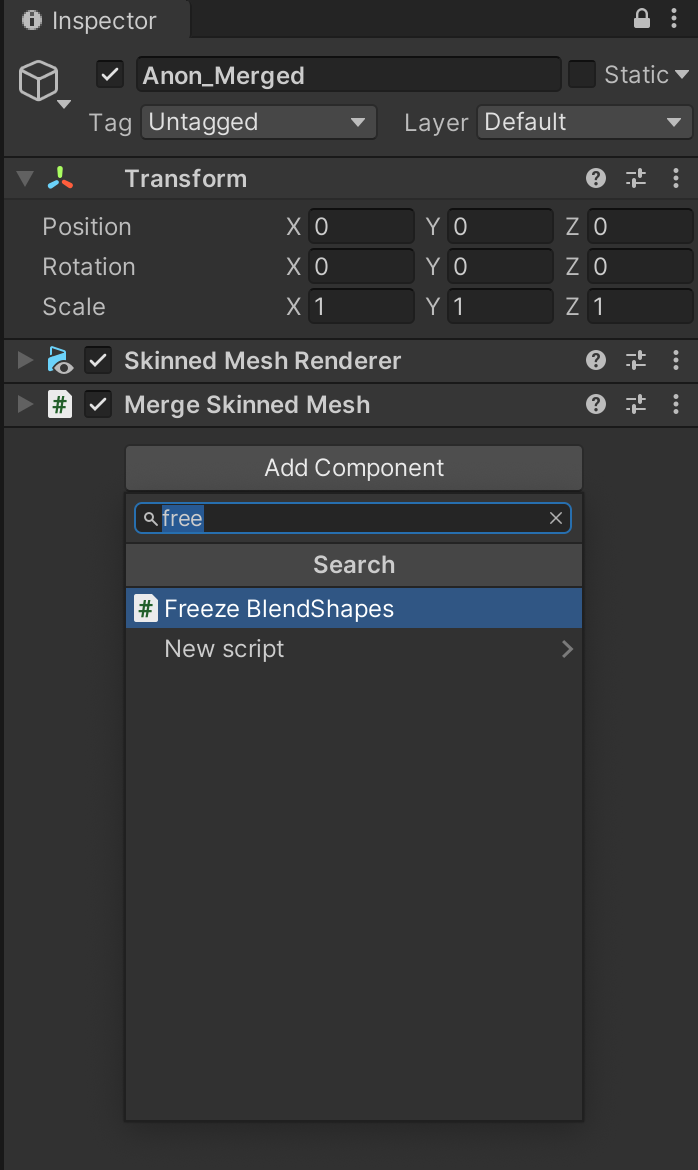 Inspector
Anon_Merged
Static
Tag Untagged Layer Default
Transform
Position X 0 Y 0 Z 0
Rotation X 0 Y 0 Z 0
Scale X 1 Y 1 Z 1
Skinned Mesh Renderer
# Merge Skinned Mesh
Add Component
free
Search
# Freeze BlendShapes
New script